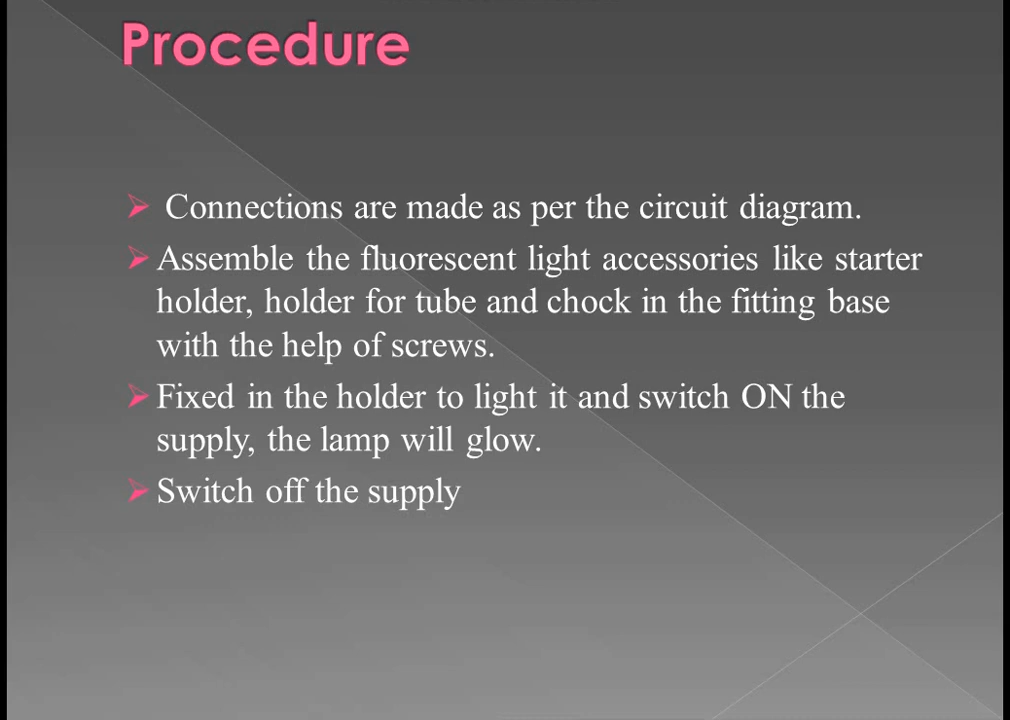 Procedure
Connections are made as per the circuit diagram.
Assemble the fluorescent light accessories like starter
holder, holder for tube and chock in the fitting base
with the help of screws.
Fixed in the holder to light it and switch ON the
supply, the lamp will glow.
Switch off the supply